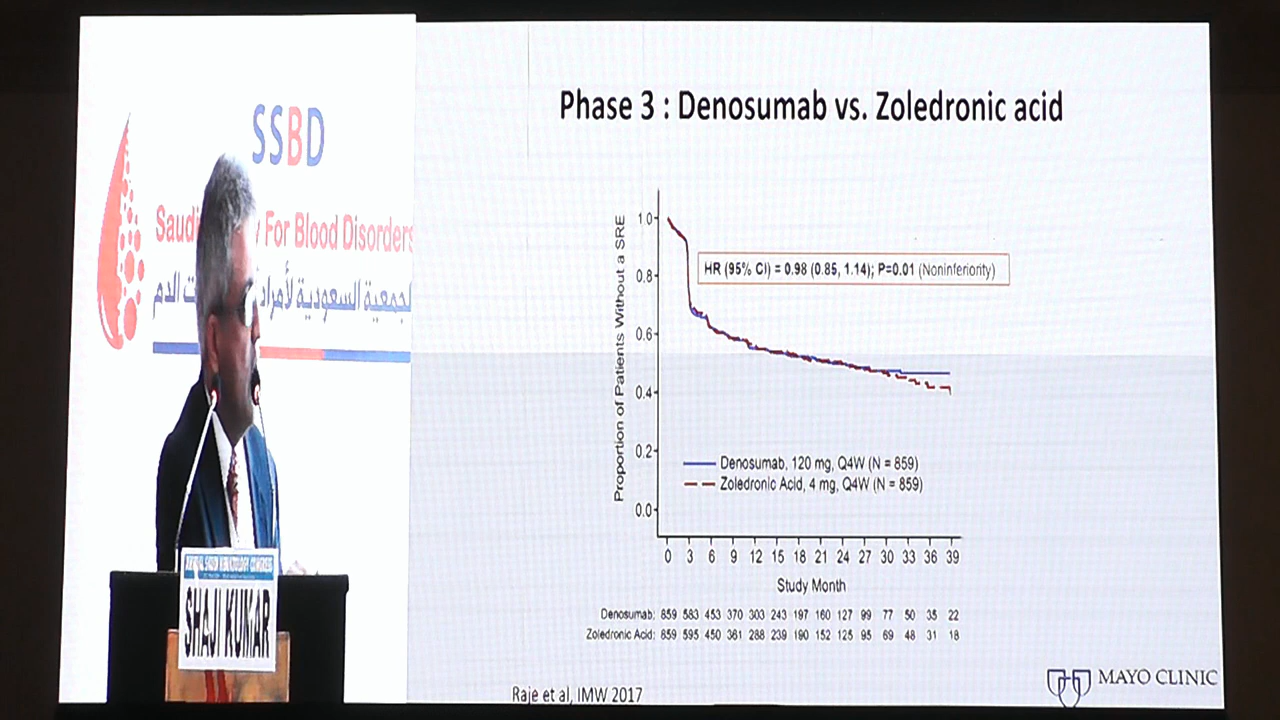 SSBD
Saudi For Blood Disorders
الدم
SHAJI KUMAR
Phase 3 : Denosumab vs. Zoledronic acid
Proportion of Patients Without a SRE
1.0
0.8
0.6
0.4
0.2
0.0
HR (95% CI) = 0.98 (0.85, 1.14); P=0.01 (Noninferiority)
Denosumab, 120 mg, Q4W (N = 859)
Zoledronic Acid, 4 mg, Q4W (N = 859)
0 3 6 9 12 15 18 21 24 27 30 33 36 39
Study Month
Denosumab: 859 583 453 370 303 243 197 160 127 99 77 50 35 22
Zoledronic Acid: 859 595 450 361 288 239 190 152 125 95 69 48 31 18
Raje et al, IMW 2017
MAYO CLINIC